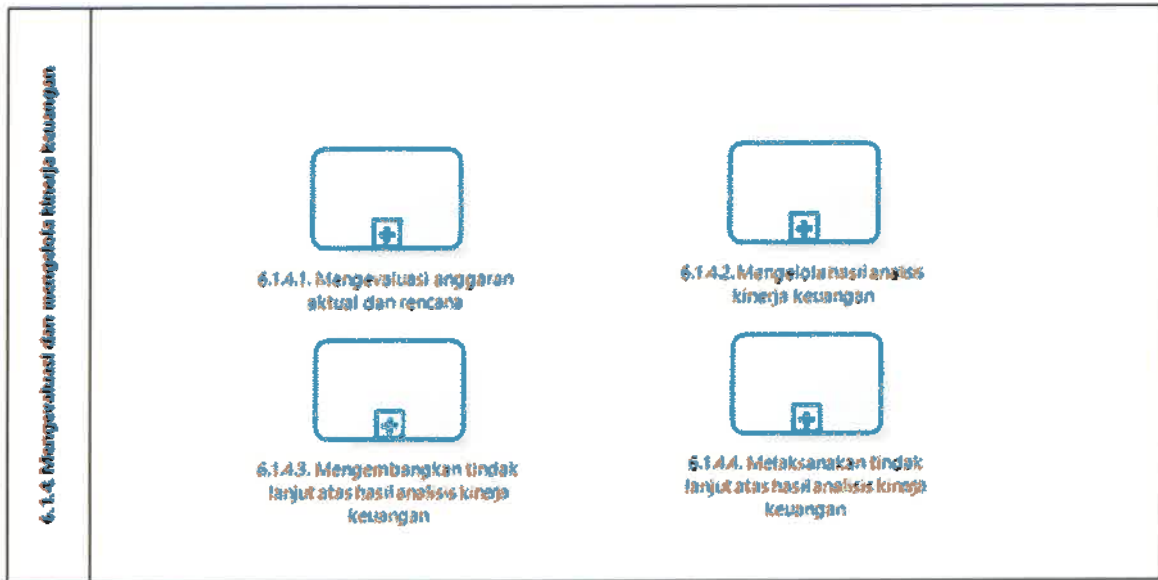 6.1.4. Mengevaluasi dan mengelola kinerja keuangan
6.1.4.1. Mengevaluasi anggaran
aktual dan rencana
6.1.4.2. Mengelola hasil analisis
kinerja keuangan
6.1.4.3. Mengembangkan tindak
lanjut atas hasil analisis kinerja
keuangan
6.1.4.4. Melaksanakan tindak
lanjut atas hasil analisis kinerja
keuangan